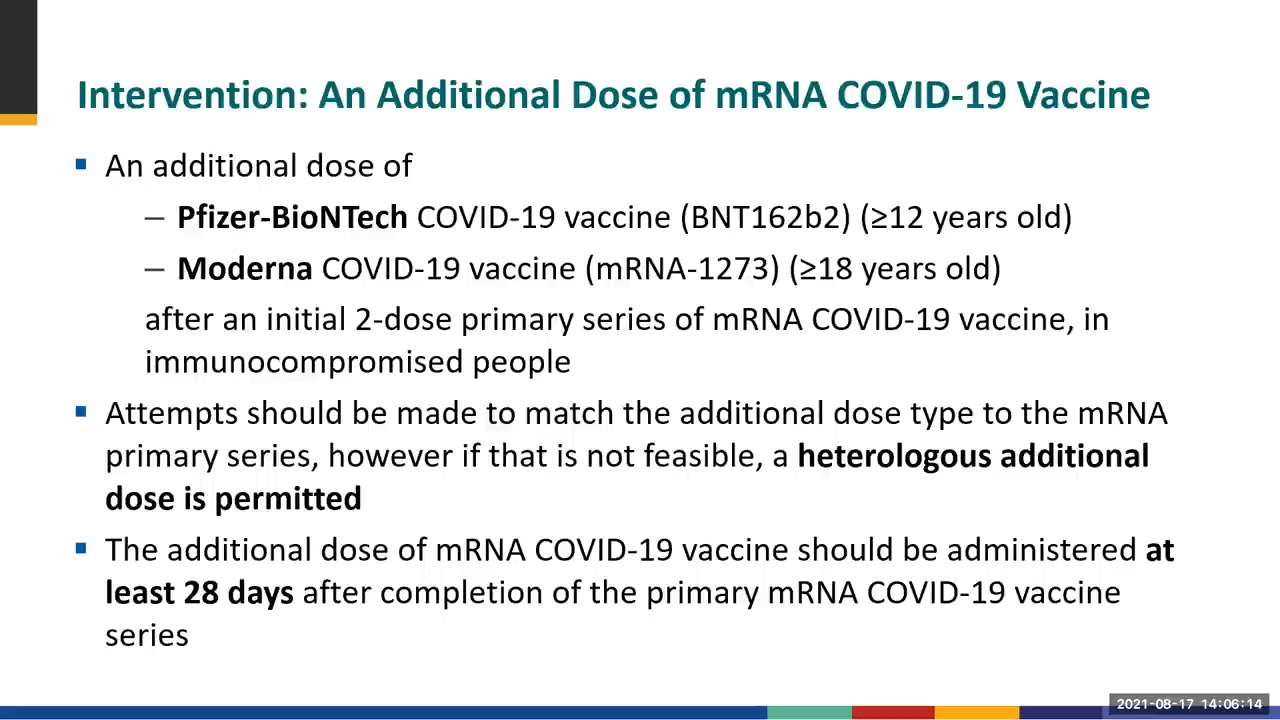 Intervention: An Additional Dose of mRNA COVID-19 Vaccine
▪ An additional dose of
– Pfizer-BioNTech COVID-19 vaccine (BNT162b2) (≥12 years old)
– Moderna COVID-19 vaccine (mRNA-1273) (≥18 years old)
after an initial 2-dose primary series of mRNA COVID-19 vaccine, in
immunocompromised people
▪ Attempts should be made to match the additional dose type to the mRNA
primary series, however if that is not feasible, a heterologous additional
dose is permitted
▪ The additional dose of mRNA COVID-19 vaccine should be administered at
least 28 days after completion of the primary mRNA COVID-19 vaccine
series
2021-08-17 14:06:14